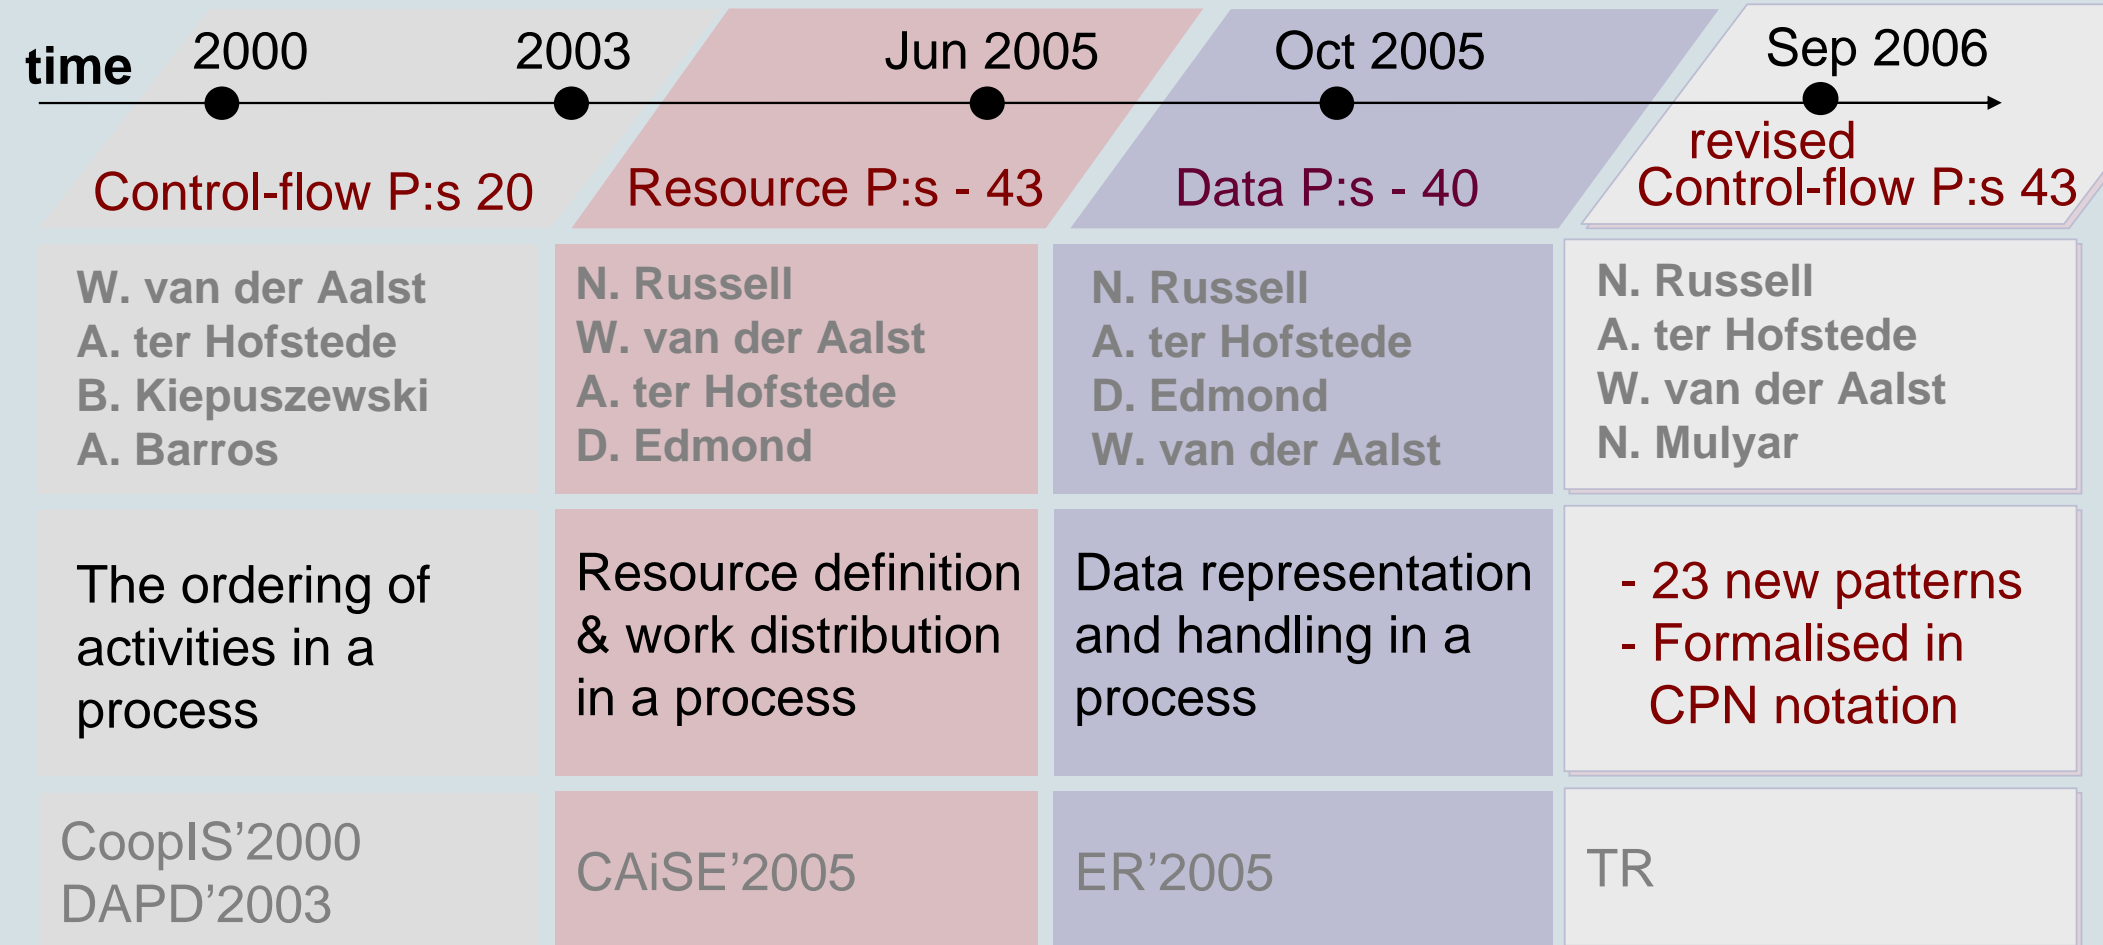 time
2000
2003
Jun 2005
Oct 2005
Sep 2006
Control-flow P:s 20
Resource P:s - 43
Data P:s - 40
revised
Control-flow P:s 43
W. van der Aalst
A. ter Hofstede
B. Kiepuszewski
A. Barros
N. Russell
W. van der Aalst
A. ter Hofstede
D. Edmond
N. Russell
A. ter Hofstede
D. Edmond
W. van der Aalst
N. Russell
A. ter Hofstede
W. van der Aalst
N. Mulyar
The ordering of
activities in a
process
Resource definition
& work distribution
in a process
Data representation
and handling in a
process
- 23 new patterns
- Formalised in
CPN notation
CoopIS’2000
DAPD’2003
CAiSE’2005
ER’2005
TR